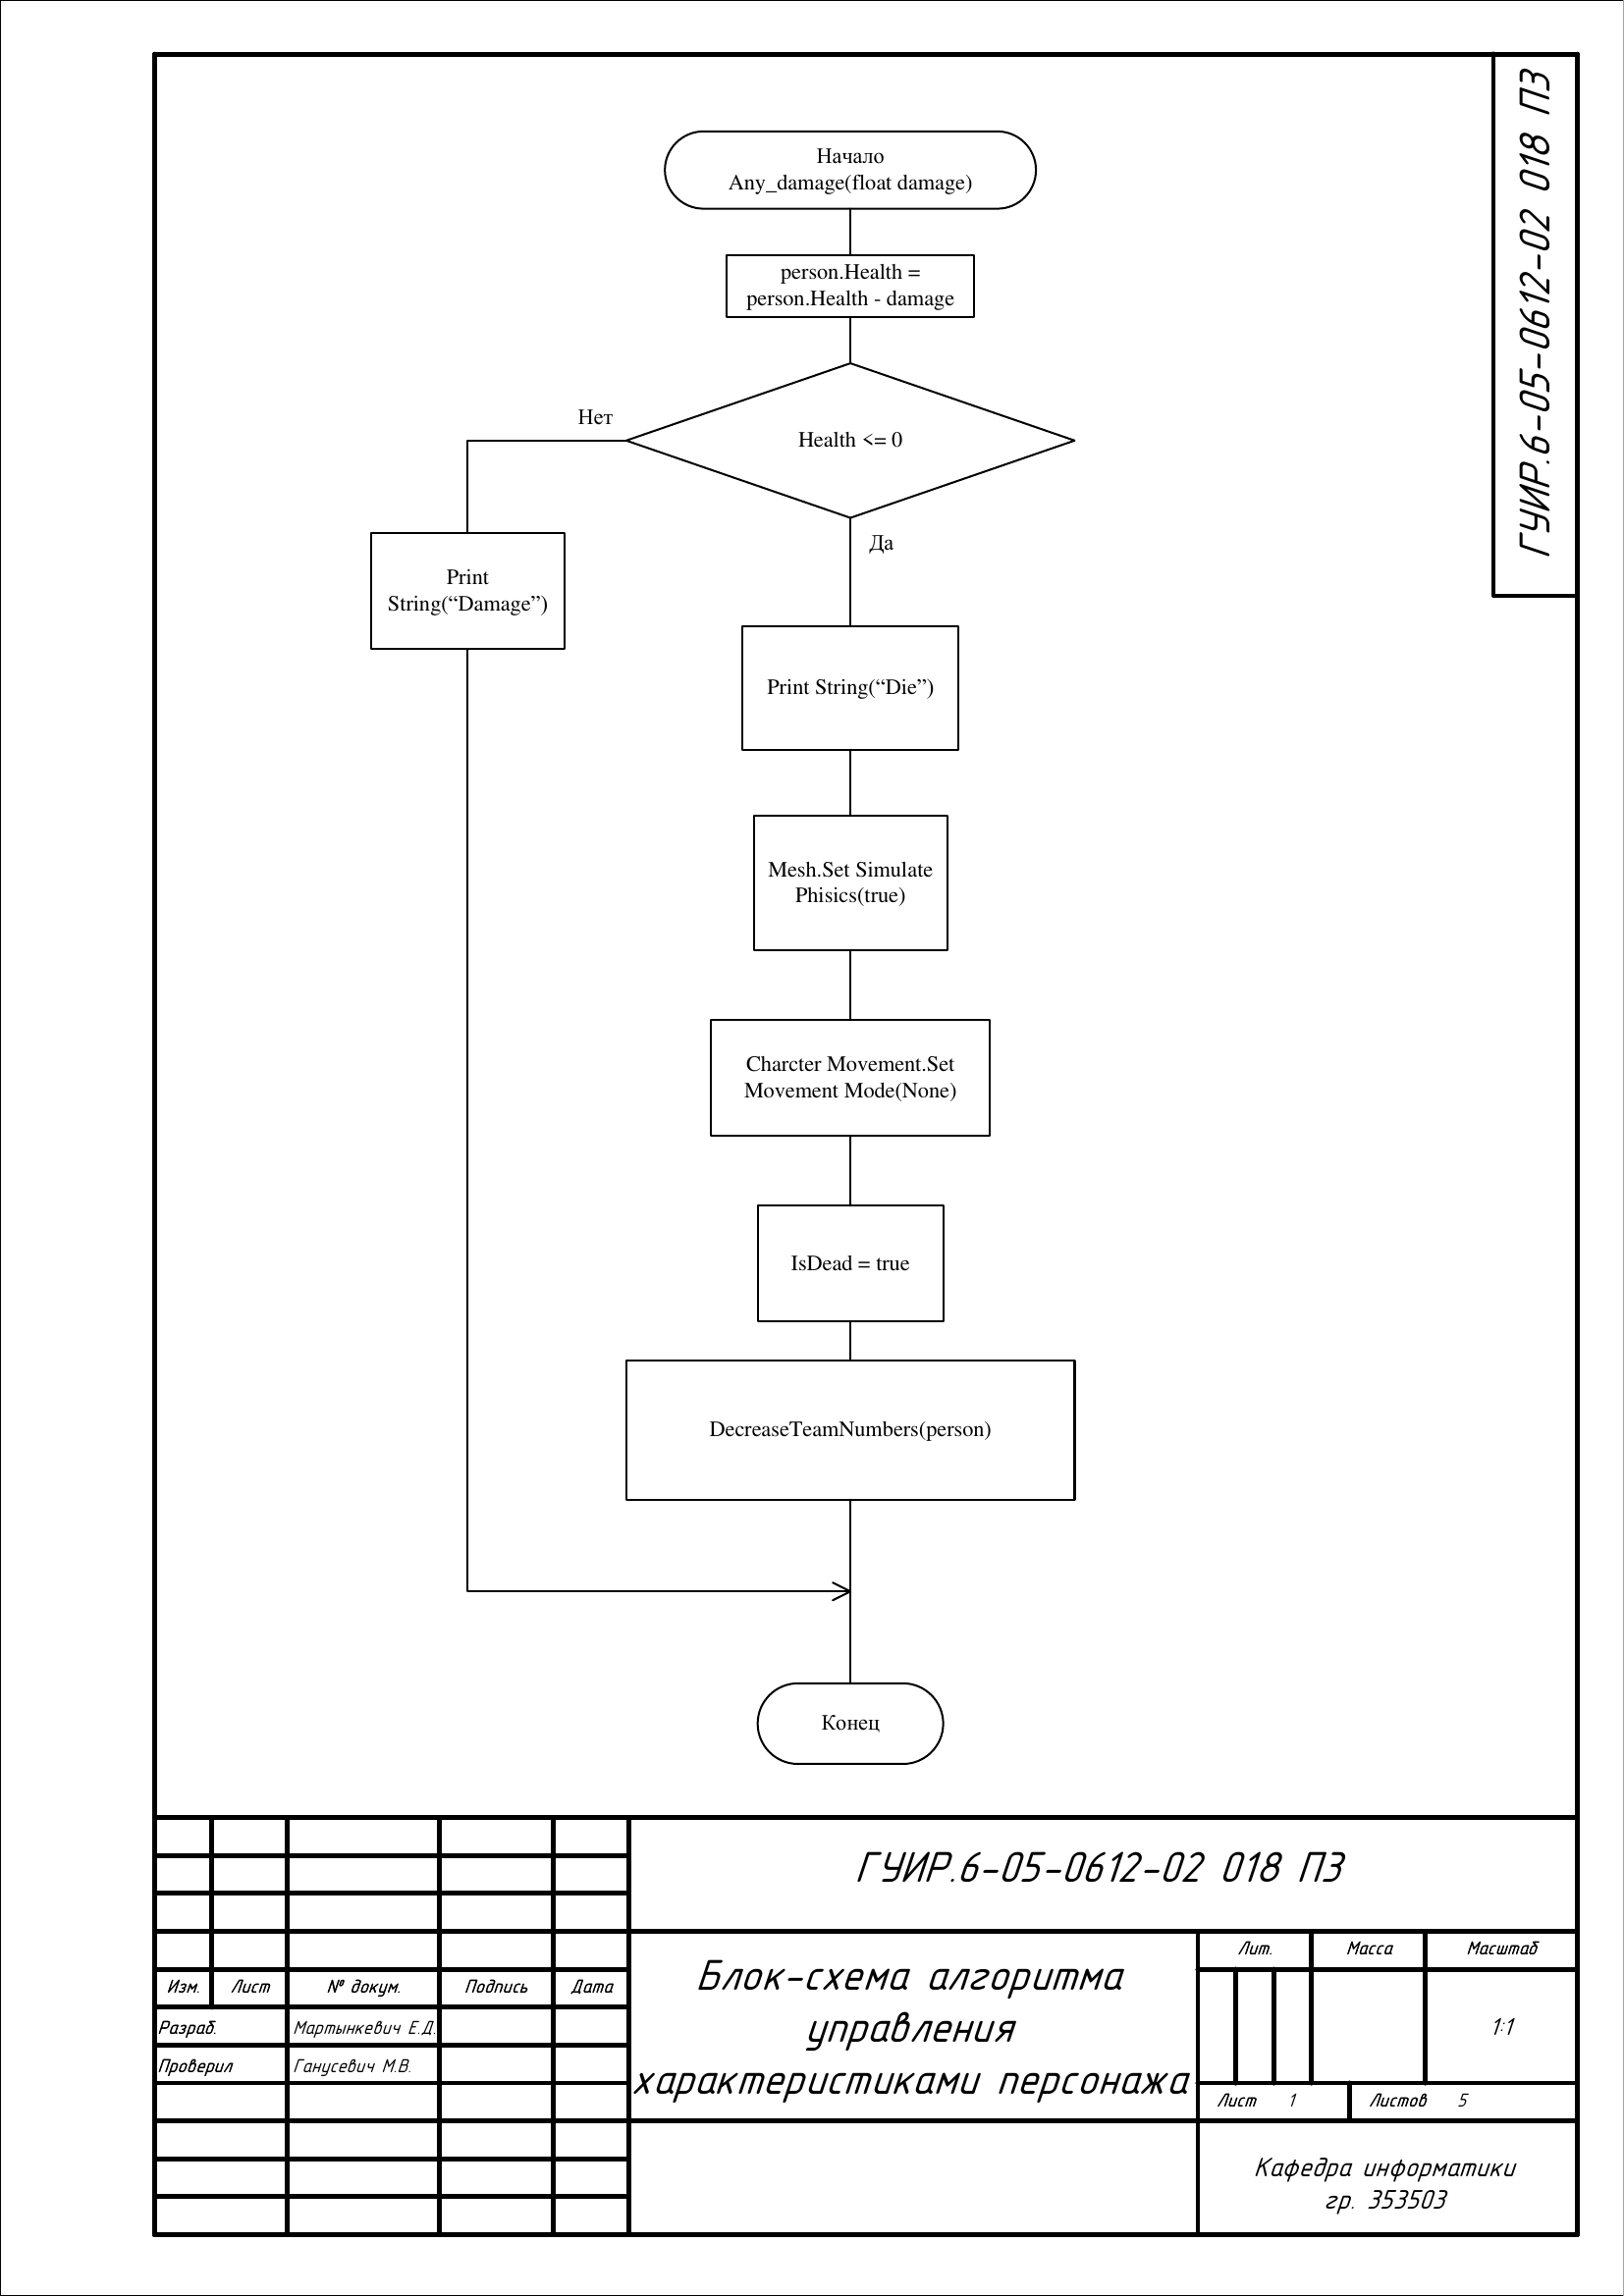 ГУИР.6-05-0612-02 018 ПЗ
Начало
Any_damage(float damage)
person.Health =
person.Health - damage
Health <= 0
Нет
Да
Print
String(“Damage”)
Print String(“Die”)
Mesh.Set Simulate
Phisics(true)
Charcter Movement.Set
Movement Mode(None)
IsDead = true
DecreaseTeamNumbers(person)
Конец
ГУИР.6-05-0612-02 018 ПЗ
Блок-схема алгоритма
управления
характеристиками персонажа
Лит. Масса Масштаб
1:1
Лист 1 Листов 5
Изм. Лист № докум. Подпись Дата
Разраб. Мартынкевич Е.Д.
Проверил Ганусевич М.В.
Кафедра информатики
гр. 353503